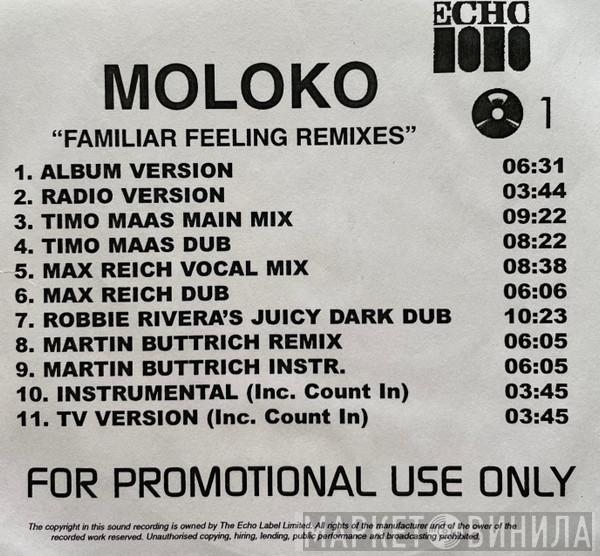 ECHO
MOLOKO
1
"FAMILIAR FEELING REMIXES"
1. ALBUM VERSION 06:31
2. RADIO VERSION 03:44
3. TIMO MAAS MAIN MIX 09:22
4. TIMO MAAS DUB 08:22
5. MAX REICH VOCAL MIX 08:38
6. MAX REICH DUB 06:06
7. ROBBIE RIVERA'S JUICY DARK DUB 10:23
8. MARTIN BUTTRICH REMIX 06:05
9. MARTIN BUTTRICH INSTR. 06:05
10. INSTRUMENTAL (Inc. Count In) 03:45
11. TV VERSION (Inc. Count In) 03:45
FOR PROMOTIONAL USE ONLY
The copyright in this sound recording is owned by The Echo Label Limited. All rights of the manufacturer and of the owner of the
recorded work reserved. Unauthorised copying, hiring, lending, public performance and broadcasting prohibited.
МАРКЕТ ВИНИЛА